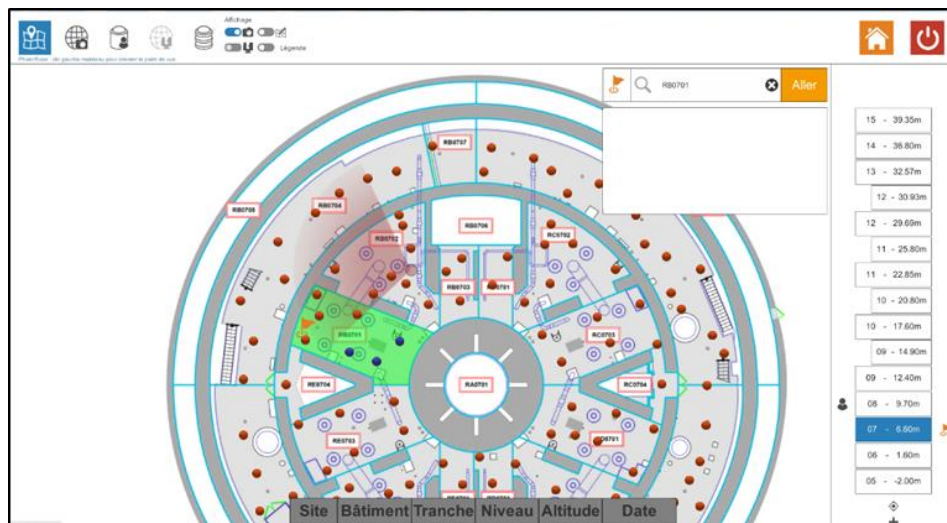 Affichage
Légende
RB0701
Aller
RB0707
RB0705
RB0704
RB0706
RB0702
RC0702
RB0703
RB0701
RC0703
RE0704
RA0701
RC0704
RE0703
15 - 39.35m
14 - 36.80m
13 - 32.57m
12 - 30.93m
12 - 29.69m
11 - 25.80m
11 - 22.85m
10 - 20.80m
10 - 17.60m
09 - 14.90m
09 - 12.40m
08 - 9.70m
07 - 6.60m
06 - 1.60m
05 - -2.00m
Site Bâtiment Tranche Niveau Altitude Date